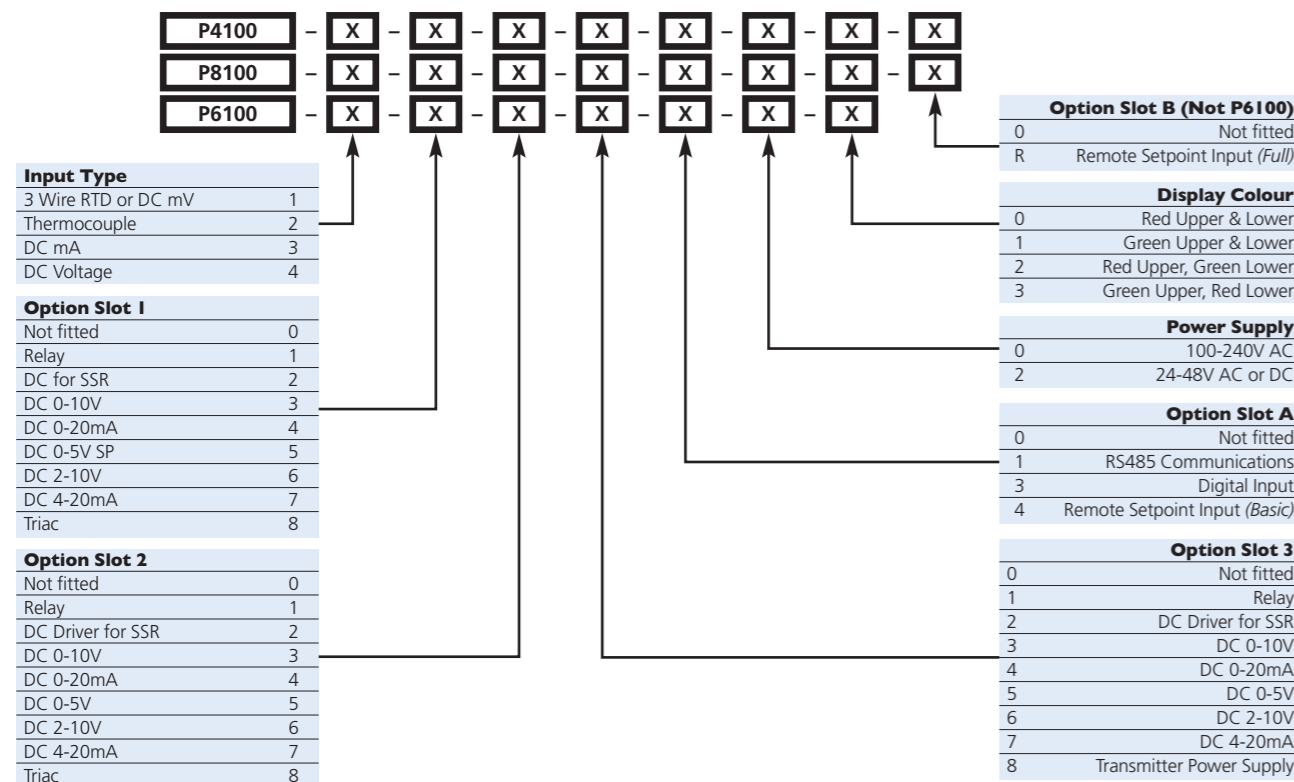 P4100 – X – X – X – X – X – X – X – X
P8100 – X – X – X – X – X – X – X – X
P6100 – X – X – X – X – X – X – X
Input Type
3 Wire RTD or DC mV 1
Thermocouple 2
DC mA 3
DC Voltage 4
Option Slot 1
Not fitted 0
Relay 1
DC for SSR 2
DC 0-10V 3
DC 0-20mA 4
DC 0-5V SP 5
DC 2-10V 6
DC 4-20mA 7
Triac 8
Option Slot 2
Not fitted 0
Relay 1
DC Driver for SSR 2
DC 0-10V 3
DC 0-20mA 4
DC 0-5V 5
DC 2-10V 6
DC 4-20mA 7
Triac 8
Option Slot B (Not P6100)
0 Not fitted
R Remote Setpoint Input (Full)
Display Colour
0 Red Upper & Lower
1 Green Upper & Lower
2 Red Upper, Green Lower
3 Green Upper, Red Lower
Power Supply
0 100-240V AC
2 24-48V AC or DC
Option Slot A
0 Not fitted
1 RS485 Communications
3 Digital Input
4 Remote Setpoint Input (Basic)
Option Slot 3
0 Not fitted
1 Relay
2 DC Driver for SSR
3 DC 0-10V
4 DC 0-20mA
5 DC 0-5V
6 DC 2-10V
7 DC 4-20mA
8 Transmitter Power Supply